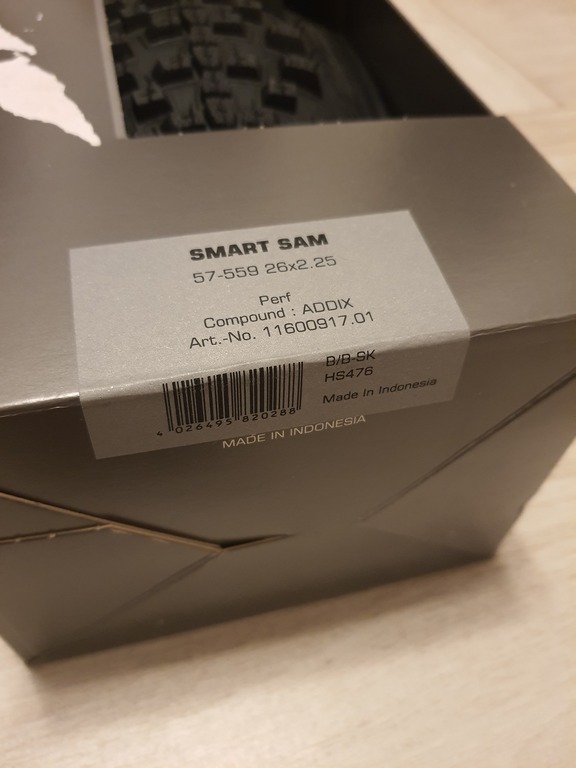 SMART SAM
57-559 26x2.25
Perf
Compound : ADDIX
Art.-No. 11600917.01
B/B-SK
HS476
Made In Indonesia
4 026495 820288
MADE IN INDONESIA